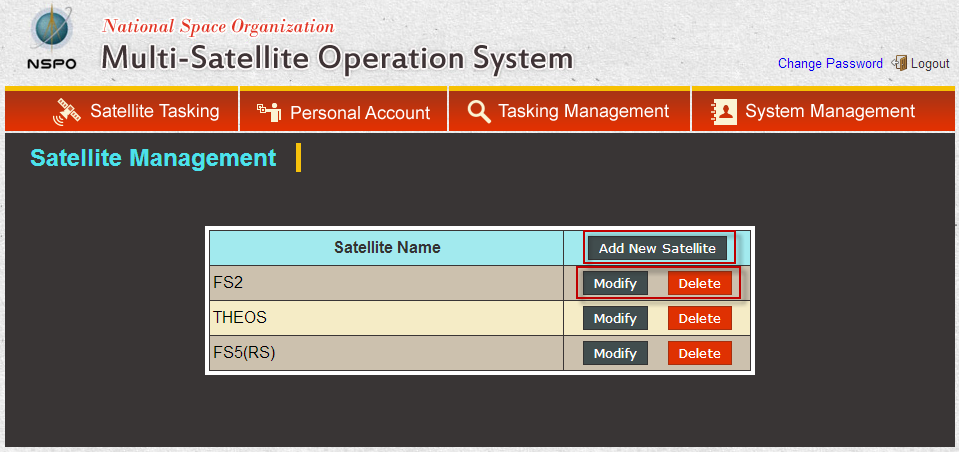 National Space Organization
NSPO
Multi-Satellite Operation System
Change Password Logout
Satellite Tasking Personal Account Tasking Management System Management
Satellite Management
Satellite Name Add New Satellite
FS2 Modify Delete
THEOS Modify Delete
FS5(RS) Modify Delete